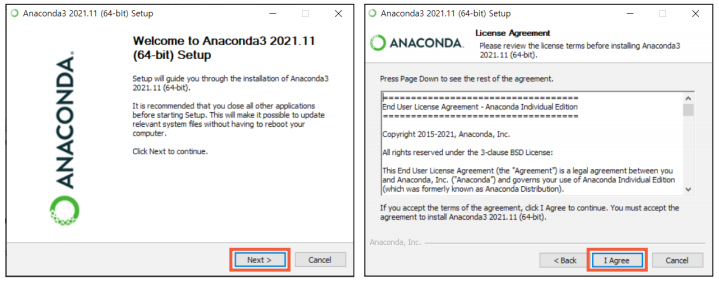 Anaconda3 2021.11 (64-bit) Setup
ANACONDA.
Welcome to Anaconda3 2021.11
(64-bit) Setup
Setup will guide you through the installation of Anaconda3
2021.11 (64-bit).
It is recommended that you close all other applications
before starting Setup. This will make it possible to update
relevant system files without having to reboot your
computer.
Click Next to continue.
Next >
Cancel
Anaconda3 2021.11 (64-bit) Setup
ANACONDA.
License Agreement
Please review the license terms before installing Anaconda3
2021.11 (64-bit).
Press Page Down to see the rest of the agreement.
==================================
End User License Agreement - Anaconda Individual Edition
==================================
Copyright 2015-2021, Anaconda, Inc.
All rights reserved under the 3-clause BSD License:
This End User License Agreement (the "Agreement") is a legal agreement between you
and Anaconda, Inc. ("Anaconda") and governs your use of Anaconda Individual Edition
(which was formerly known as Anaconda Distribution).
If you accept the terms of the agreement, click I Agree to continue. You must accept the
agreement to install Anaconda3 2021.11 (64-bit).
Anaconda, Inc.
< Back
I Agree
Cancel